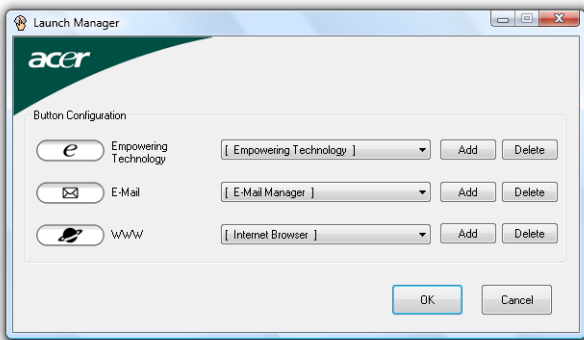 Launch Manager
acer
Button Configuration
e Empowering Technology [ Empowering Technology ] Add Delete
E-Mail [ E-Mail Manager ] Add Delete
WWW [ Internet Browser ] Add Delete
OK Cancel